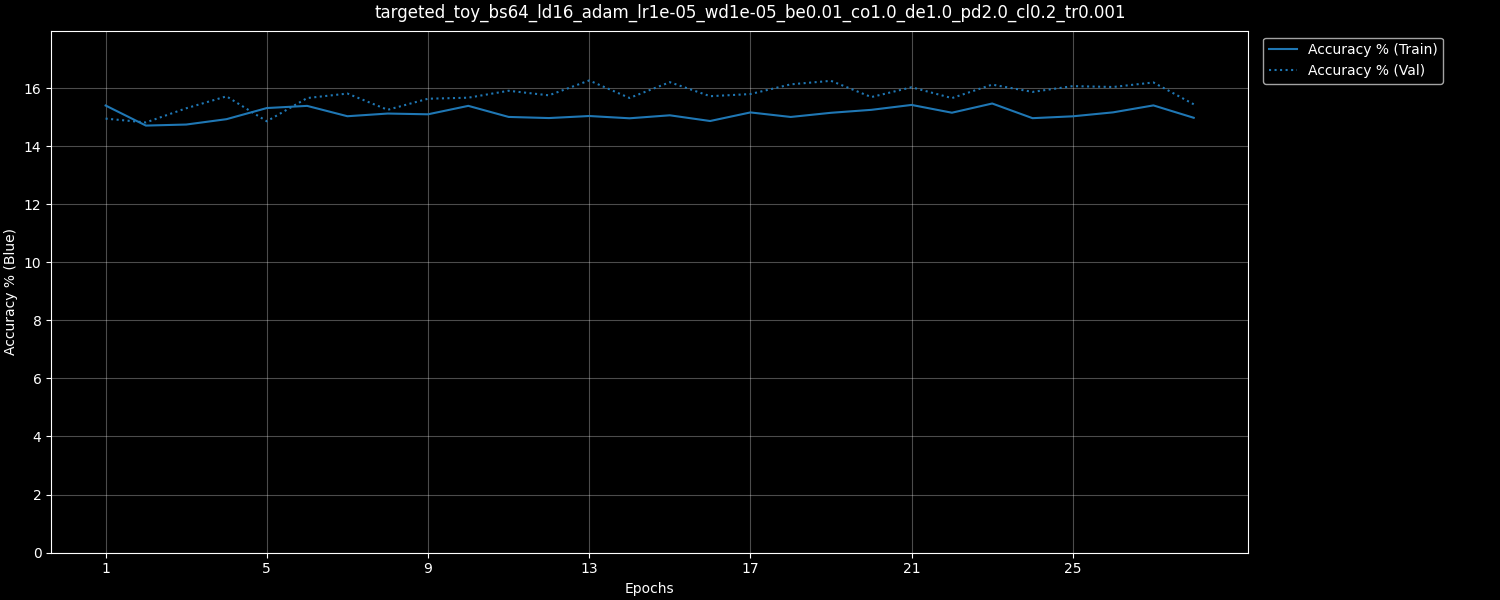 targeted_toy_bs64_ld16_adam_lr1e-05_wd1e-05_be0.01_co1.0_de1.0_pd2.0_cl0.2_tr0.001
Accuracy % (Train)
Accuracy % (Val)
Accuracy % (Blue)
16
14
12
10
8
6
4
2
0
1 5 9 13 17 21 25
Epochs